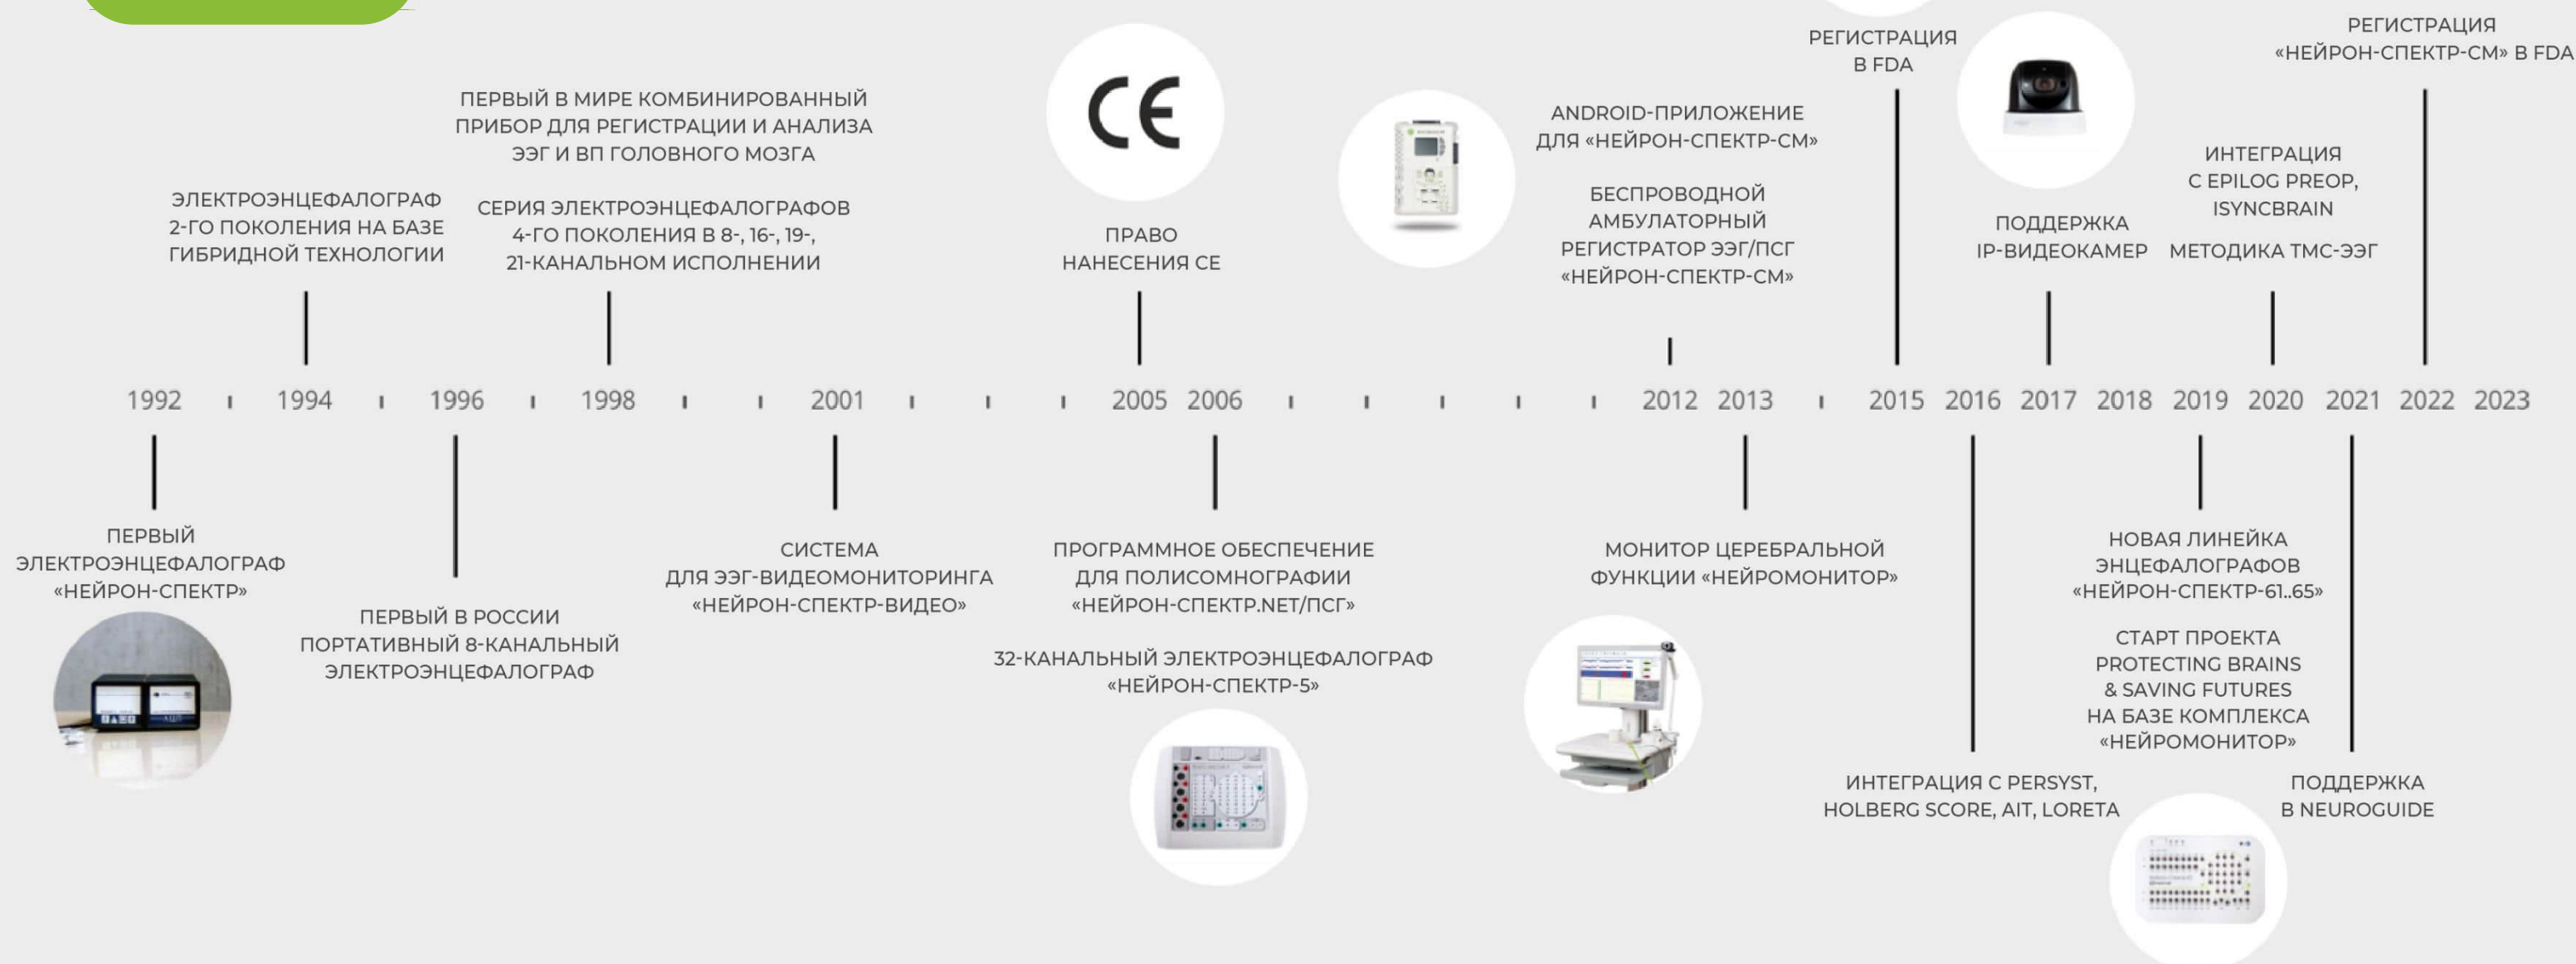 РЕГИСТРАЦИЯ
«НЕЙРОН-СПЕКТР-СМ» В FDA
РЕГИСТРАЦИЯ
В FDA
ПЕРВЫЙ В МИРЕ КОМБИНИРОВАННЫЙ
ПРИБОР ДЛЯ РЕГИСТРАЦИИ И АНАЛИЗА
ЭЭГ И ВП ГОЛОВНОГО МОЗГА
СЕРИЯ ЭЛЕКТРОЭНЦЕФАЛОГРАФОВ
4-ГО ПОКОЛЕНИЯ В 8-, 16-, 19-,
21-КАНАЛЬНОМ ИСПОЛНЕНИИ
ЭЛЕКТРОЭНЦЕФАЛОГРАФ
2-ГО ПОКОЛЕНИЯ НА БАЗЕ
ГИБРИДНОЙ ТЕХНОЛОГИИ
CE
ПРАВО
НАНЕСЕНИЯ СЕ
ANDROID-ПРИЛОЖЕНИЕ
ДЛЯ «НЕЙРОН-СПЕКТР-СМ»
БЕСПРОВОДНОЙ
АМБУЛАТОРНЫЙ
РЕГИСТРАТОР ЭЭГ/ПСГ
«НЕЙРОН-СПЕКТР-СМ»
ПОДДЕРЖКА
IP-ВИДЕОКАМЕР
ИНТЕГРАЦИЯ
С EPILOG PREOP,
ISYNCBRAIN
МЕТОДИКА ТМС-ЭЭГ
1992 1994 1996 1998 2001 2005 2006 2012 2013 2015 2016 2017 2018 2019 2020 2021 2022 2023
ПЕРВЫЙ
ЭЛЕКТРОЭНЦЕФАЛОГРАФ
«НЕЙРОН-СПЕКТР»
ПЕРВЫЙ В РОССИИ
ПОРТАТИВНЫЙ 8-КАНАЛЬНЫЙ
ЭЛЕКТРОЭНЦЕФАЛОГРАФ
СИСТЕМА
ДЛЯ ЭЭГ-ВИДЕОМОНИТОРИНГА
«НЕЙРОН-СПЕКТР-ВИДЕО»
ПРОГРАММНОЕ ОБЕСПЕЧЕНИЕ
ДЛЯ ПОЛИСОМНОГРАФИИ
«НЕЙРОН-СПЕКТР.NET/ПСГ»
32-КАНАЛЬНЫЙ ЭЛЕКТРОЭНЦЕФАЛОГРАФ
«НЕЙРОН-СПЕКТР-5»
МОНИТОР ЦЕРЕБРАЛЬНОЙ
ФУНКЦИИ «НЕЙРОМОНИТОР»
ИНТЕГРАЦИЯ С PERSYST,
HOLBERG SCORE, AIT, LORETA
НОВАЯ ЛИНЕЙКА
ЭНЦЕФАЛОГРАФОВ
«НЕЙРОН-СПЕКТР-61..65»
СТАРТ ПРОЕКТА
PROTECTING BRAINS
& SAVING FUTURES
НА БАЗЕ КОМПЛЕКСА
«НЕЙРОМОНИТОР»
ПОДДЕРЖКА
В NEUROGUIDE